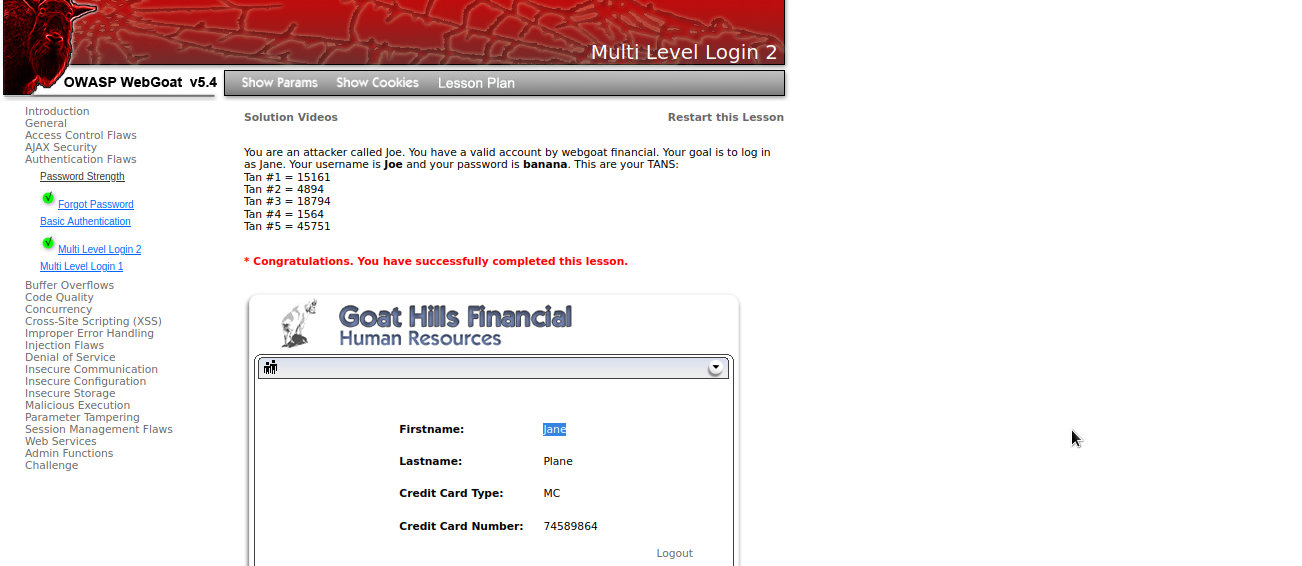 Multi Level Login 2
OWASP WebGoat v5.4
Show Params Show Cookies Lesson Plan
Introduction
General
Access Control Flaws
AJAX Security
Authentication Flaws
Password Strength
Forgot Password
Basic Authentication
Multi Level Login 2
Multi Level Login 1
Buffer Overflows
Code Quality
Concurrency
Cross-Site Scripting (XSS)
Improper Error Handling
Injection Flaws
Denial of Service
Insecure Communication
Insecure Configuration
Insecure Storage
Malicious Execution
Parameter Tampering
Session Management Flaws
Web Services
Admin Functions
Challenge
Solution Videos Restart this Lesson
You are an attacker called Joe. You have a valid account by webgoat financial. Your goal is to log in
as Jane. Your username is Joe and your password is banana. This are your TANS:
Tan #1 = 15161
Tan #2 = 4894
Tan #3 = 18794
Tan #4 = 1564
Tan #5 = 45751
* Congratulations. You have successfully completed this lesson.
Goat Hills Financial
Human Resources
Firstname: Jane
Lastname: Plane
Credit Card Type: MC
Credit Card Number: 74589864
Logout